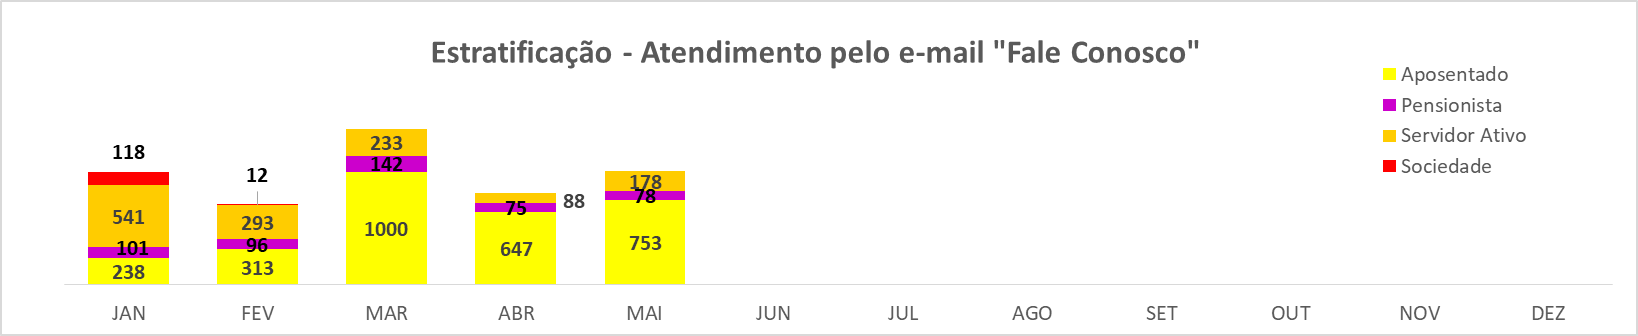 Estratificação - Atendimento pelo e-mail "Fale Conosco"
Aposentado
Pensionista
Servidor Ativo
Sociedade
118
541
101
238
12
293
96
313
233
142
1000
88
75
647
178
78
753
JAN FEV MAR ABR MAI JUN JUL AGO SET OUT NOV DEZ